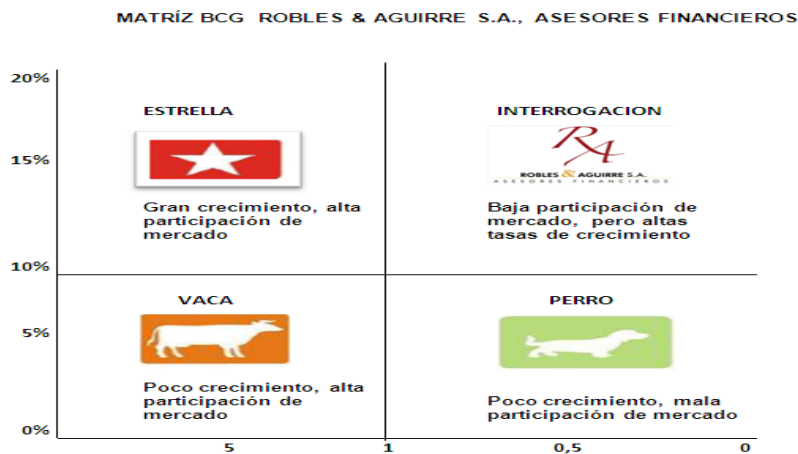 MATRÍZ BCG ROBLES & AGUIRRE S.A., ASESORES FINANCIEROS
20%
ESTRELLA
INTERROGACION
15%
RA
ROBLES & AGUIRRE S.A.
ASESORES FINANCIEROS
Gran crecimiento, alta
participación de
mercado
Baja participación de
mercado, pero altas
tasas de crecimiento
10%
VACA
PERRO
5%
Poco crecimiento, alta
participación de
mercado
Poco crecimiento, mala
participación de mercado
0%
5 1 0,5 0